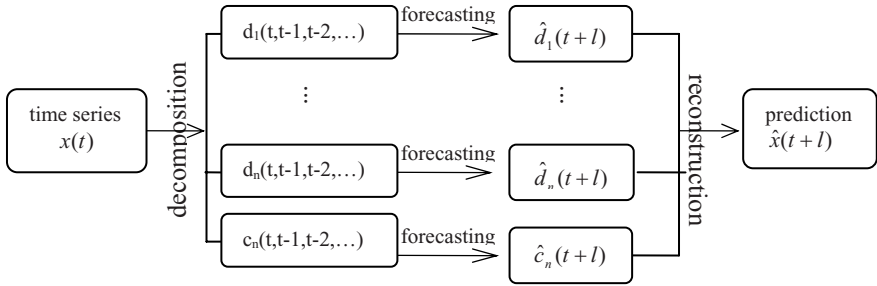 time series
x(t)
decomposition
d₁(t,t-1,t-2,…)
forecasting
d̂₁(t+l)
⋮
⋮
dₙ(t,t-1,t-2,…)
forecasting
d̂ₙ(t+l)
cₙ(t,t-1,t-2,…)
forecasting
ĉₙ(t+l)
reconstruction
prediction
x̂(t+l)